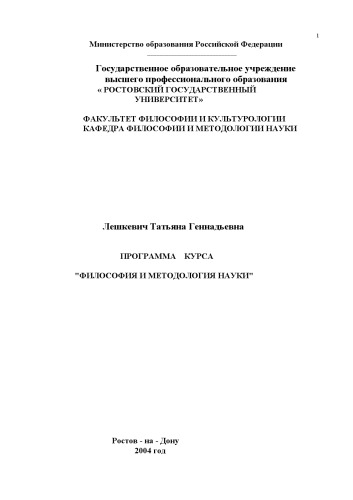 1
Министерство образования Российской Федерации
Государственное образовательное учреждение
высшего профессионального образования
« РОСТОВСКИЙ ГОСУДАРСТВЕННЫЙ
УНИВЕРСИТЕТ»
ФАКУЛЬТЕТ ФИЛОСОФИИ И КУЛЬТУРОЛОГИИ
КАФЕДРА ФИЛОСОФИИ И МЕТОДОЛОГИИ НАУКИ
Лешкевич Татьяна Геннадьевна
ПРОГРАММА КУРСА
"ФИЛОСОФИЯ И МЕТОДОЛОГИЯ НАУКИ"
Ростов - на - Дону
2004 год